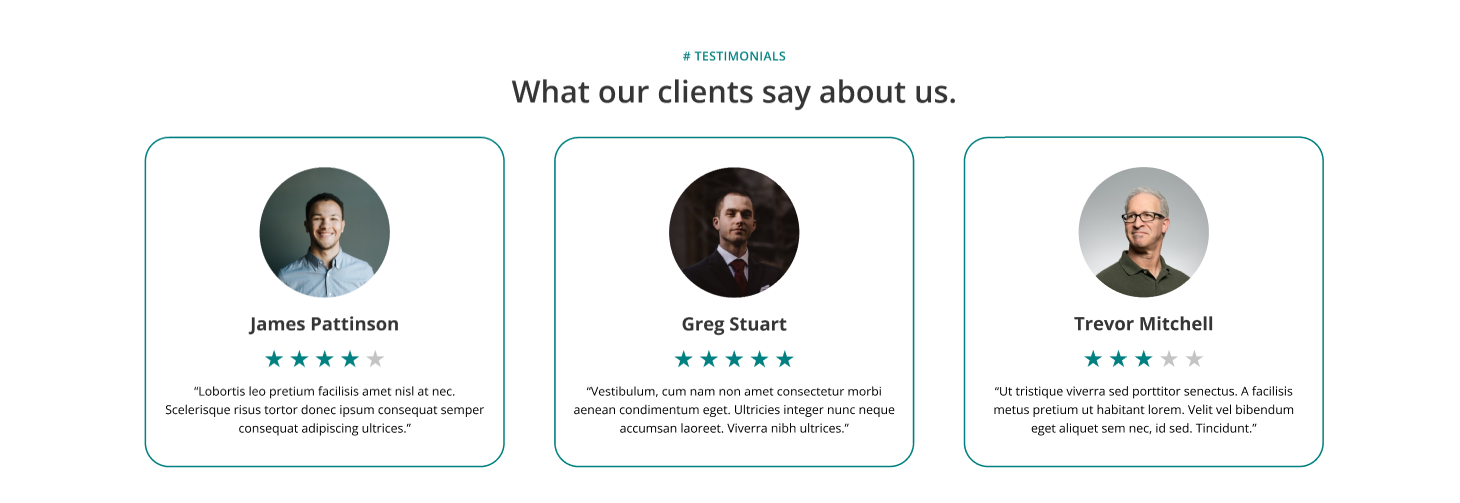 # TESTIMONIALS
What our clients say about us.
James Pattinson
“Lobortis leo pretium facilisis amet nisl at nec.
Scelerisque risus tortor donec ipsum consequat semper
consequat adipiscing ultrices.”
Greg Stuart
“Vestibulum, cum nam non amet consectetur morbi
aenean condimentum eget. Ultricies integer nunc neque
accumsan laoreet. Viverra nibh ultrices.”
Trevor Mitchell
“Ut tristique viverra sed porttitor senectus. A facilisis
metus pretium ut habitant lorem. Velit vel bibendum
eget aliquet sem nec, id sed. Tincidunt.”